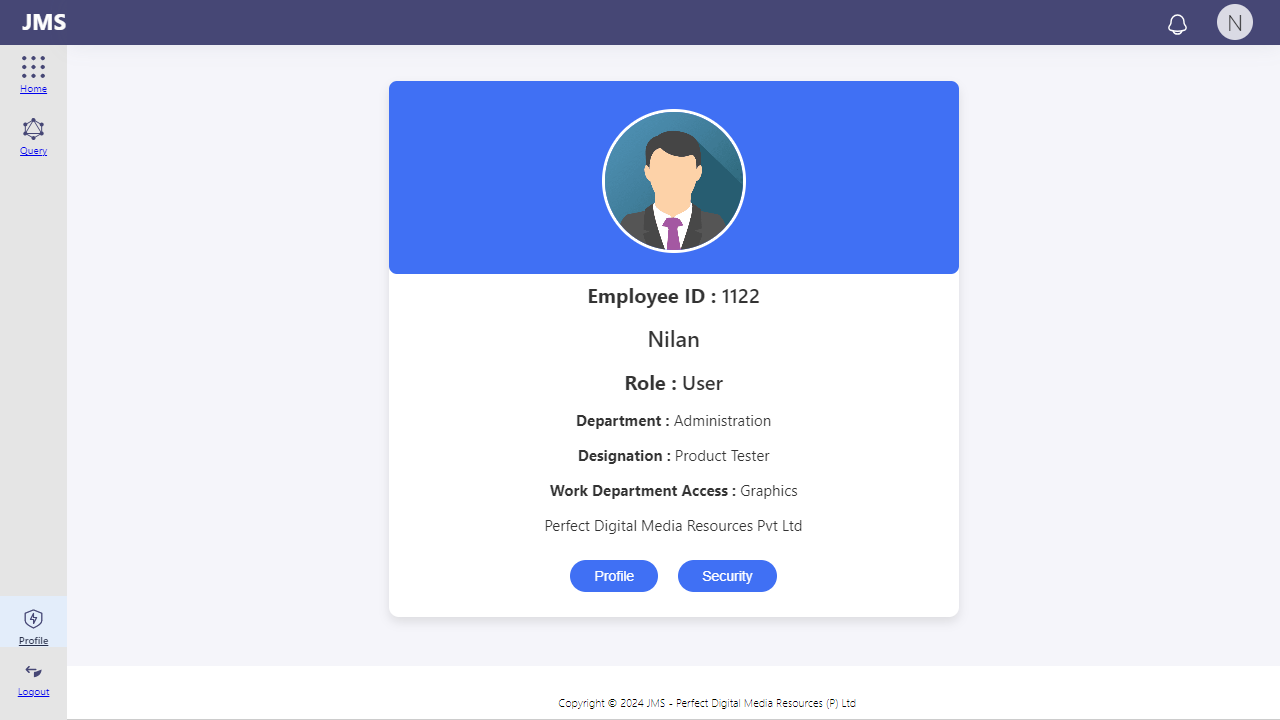 JMS
N
Home
Query
Employee ID : 1122
Nilan
Role : User
Department : Administration
Designation : Product Tester
Work Department Access : Graphics
Perfect Digital Media Resources Pvt Ltd
Profile Security
Profile
Logout
Copyright © 2024 JMS - Perfect Digital Media Resources (P) Ltd